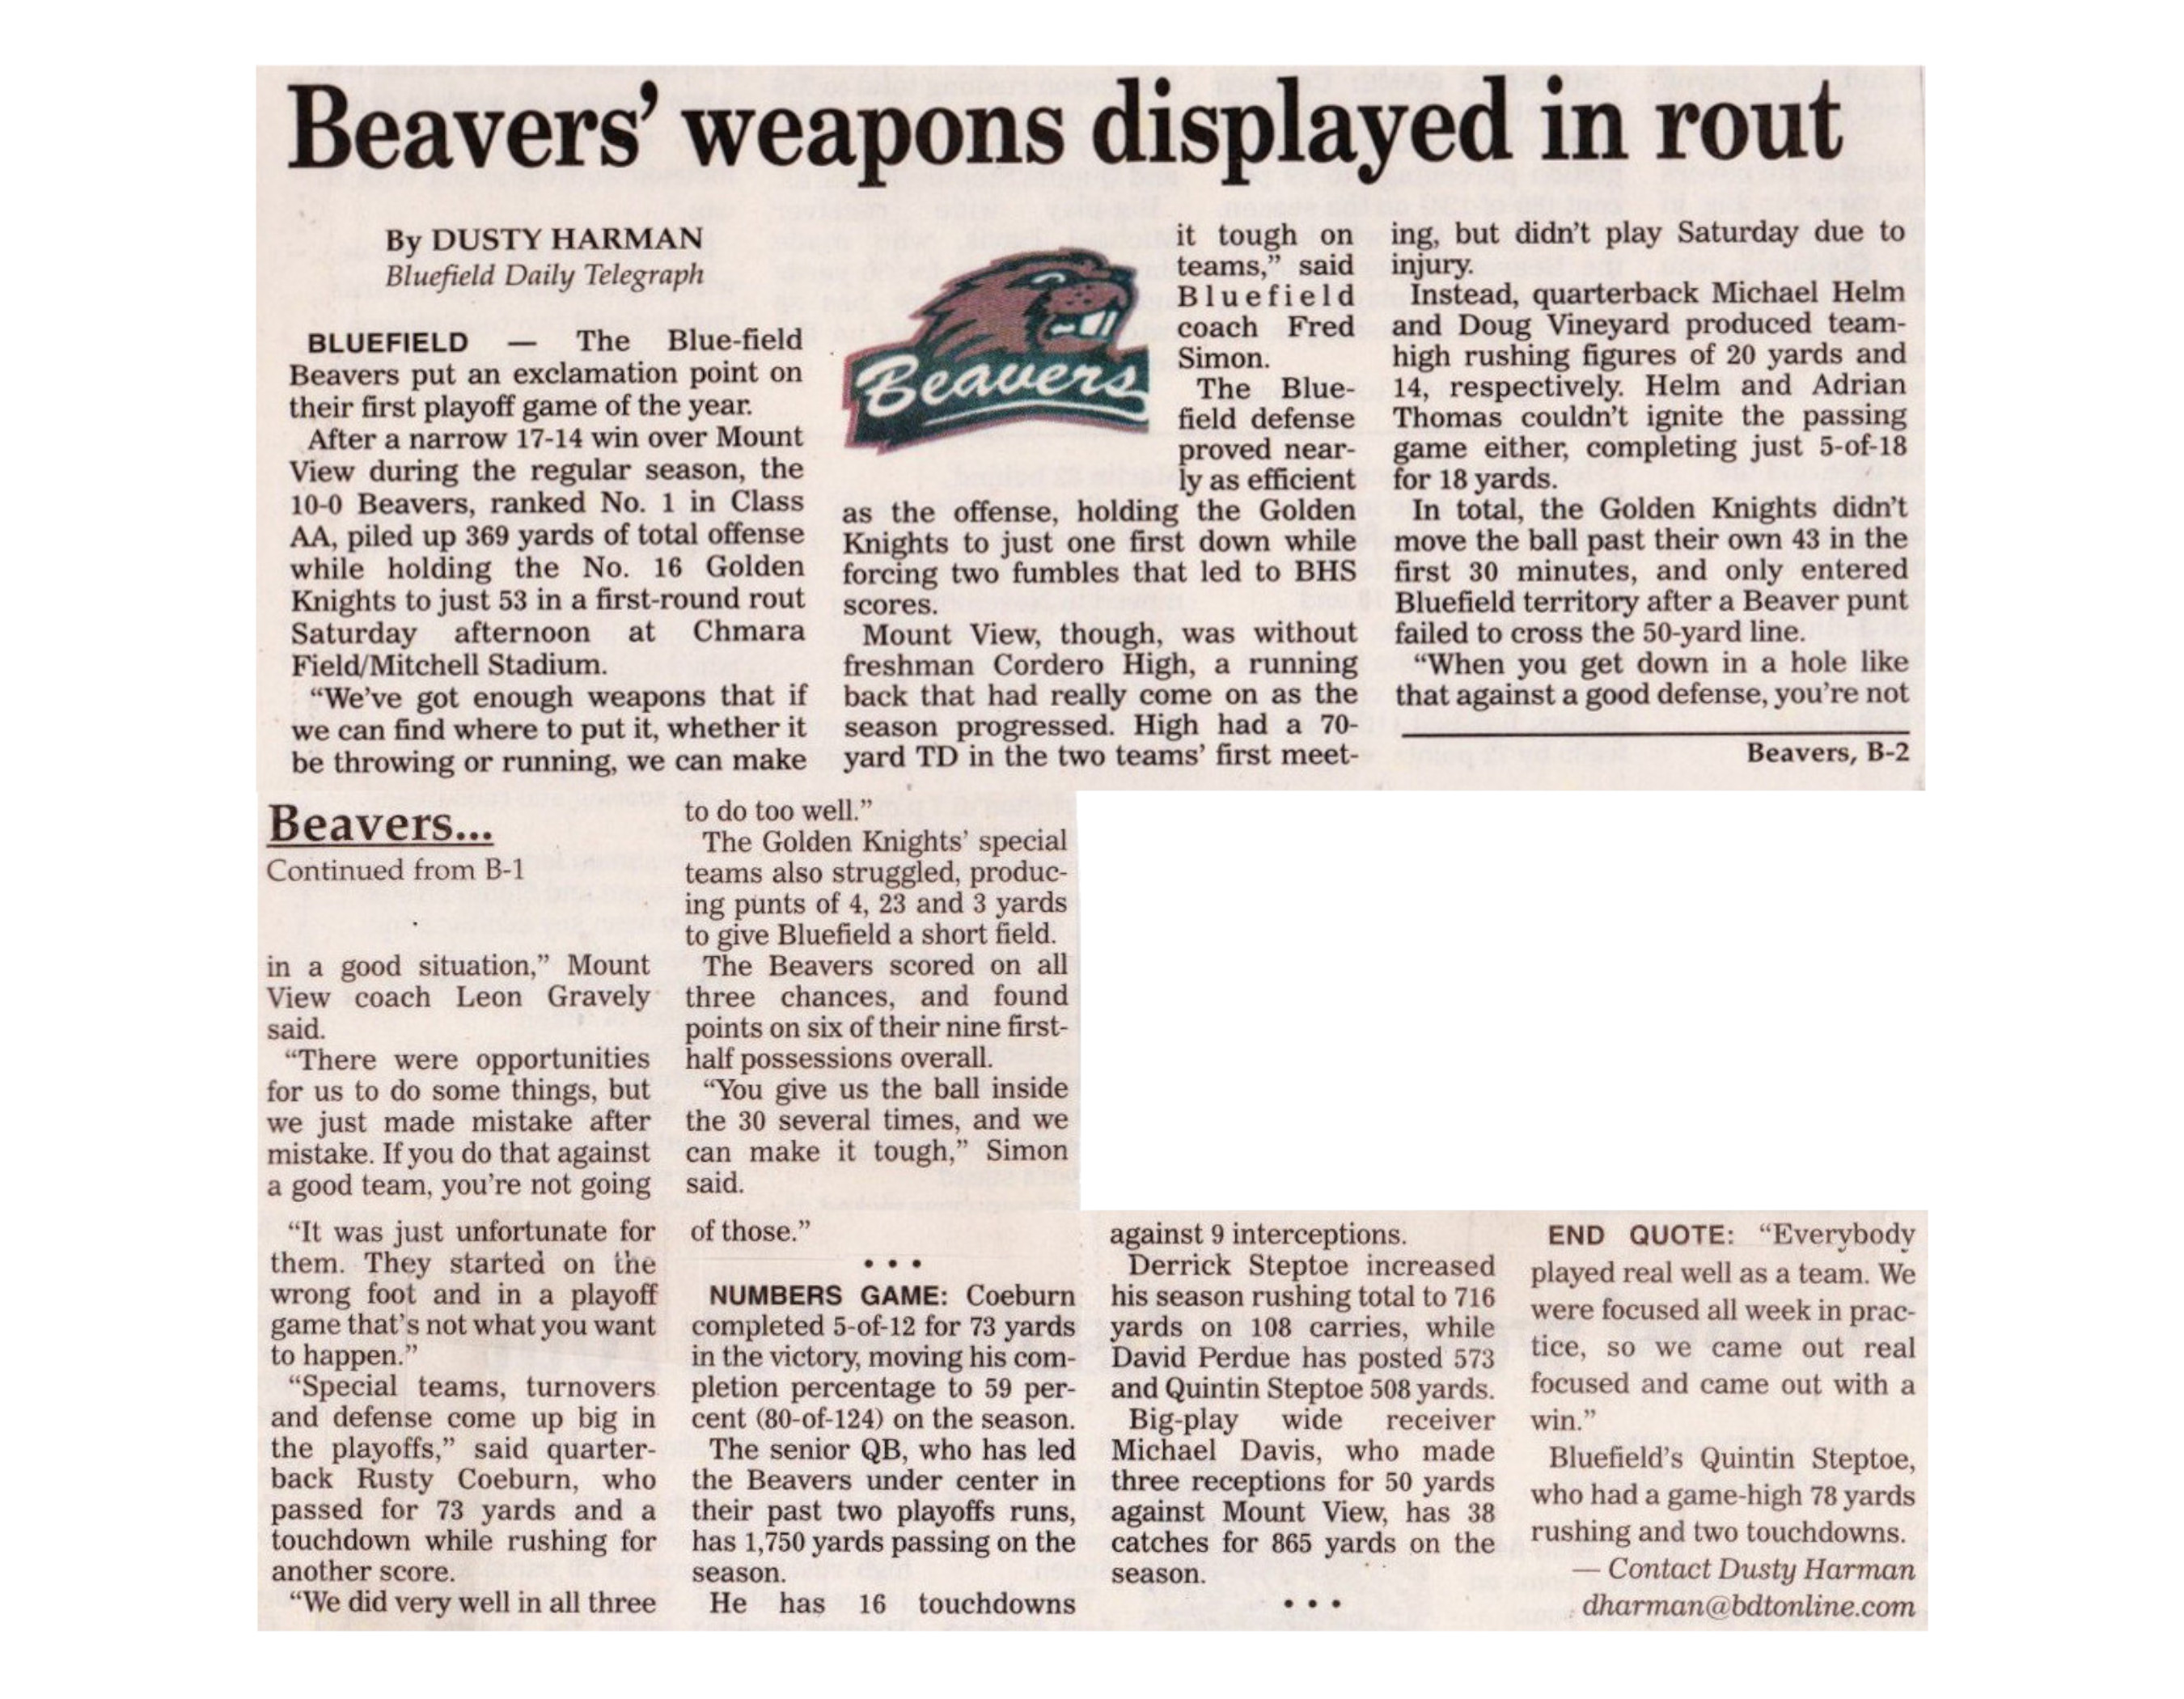 Beavers' weapons displayed in rout
By DUSTY HARMAN
Bluefield Daily Telegraph
BLUEFIELD — The Blue-field
Beavers put an exclamation point on
their first playoff game of the year.
After a narrow 17-14 win over Mount
View during the regular season, the
10-0 Beavers, ranked No. 1 in Class
AA, piled up 369 yards of total offense
while holding the No. 16 Golden
Knights to just 53 in a first-round rout
Saturday afternoon at Chmara
Field/Mitchell Stadium.
“We've got enough weapons that if
we can find where to put it, whether it
be throwing or running, we can make
Beavers
it tough on
teams,” said
Bluefield
coach Fred
Simon.
The Blue-
field defense
proved near-
ly as efficient
as the offense, holding the Golden
Knights to just one first down while
forcing two fumbles that led to BHS
scores.
Mount View, though, was without
freshman Cordero High, a running
back that had really come on as the
season progressed. High had a 70-
yard TD in the two teams' first meet-
ing, but didn't play Saturday due to
injury.
Instead, quarterback Michael Helm
and Doug Vineyard produced team-
high rushing figures of 20 yards and
14, respectively. Helm and Adrian
Thomas couldn't ignite the passing
game either, completing just 5-of-18
for 18 yards.
In total, the Golden Knights didn't
move the ball past their own 43 in the
first 30 minutes, and only entered
Bluefield territory after a Beaver punt
failed to cross the 50-yard line.
“When you get down in a hole like
that against a good defense, you're not
Beavers, B-2
Beavers...
Continued from B-1
in a good situation,” Mount
View coach Leon Gravely
said.
“There were opportunities
for us to do some things, but
we just made mistake after
mistake. If you do that against
a good team, you're not going
to do too well.”
The Golden Knights' special
teams also struggled, produc-
ing punts of 4, 23 and 3 yards
to give Bluefield a short field.
The Beavers scored on all
three chances, and found
points on six of their nine first-
half possessions overall.
“You give us the ball inside
the 30 several times, and we
can make it tough,” Simon
said.
“It was just unfortunate for
them. They started on the
wrong foot and in a playoff
game that's not what you want
to happen.”
“Special teams, turnovers
and defense come up big in
the playoffs,” said quarter-
back Rusty Coeburn, who
passed for 73 yards and a
touchdown while rushing for
another score.
“We did very well in all three
of those.”
• • •
NUMBERS GAME: Coeburn
completed 5-of-12 for 73 yards
in the victory, moving his com-
pletion percentage to 59 per-
cent (80-of-124) on the season.
The senior QB, who has led
the Beavers under center in
their past two playoffs runs,
has 1,750 yards passing on the
season.
He has 16 touchdowns
against 9 interceptions.
Derrick Steptoe increased
his season rushing total to 716
yards on 108 carries, while
David Perdue has posted 573
and Quintin Steptoe 508 yards.
Big-play wide receiver
Michael Davis, who made
three receptions for 50 yards
against Mount View, has 38
catches for 865 yards on the
season.
• • •
END QUOTE: “Everybody
played real well as a team. We
were focused all week in prac-
tice, so we came out real
focused and came out with a
win.”
Bluefield's Quintin Steptoe,
who had a game-high 78 yards
rushing and two touchdowns.
— Contact Dusty Harman
dharman@bdtonline.com